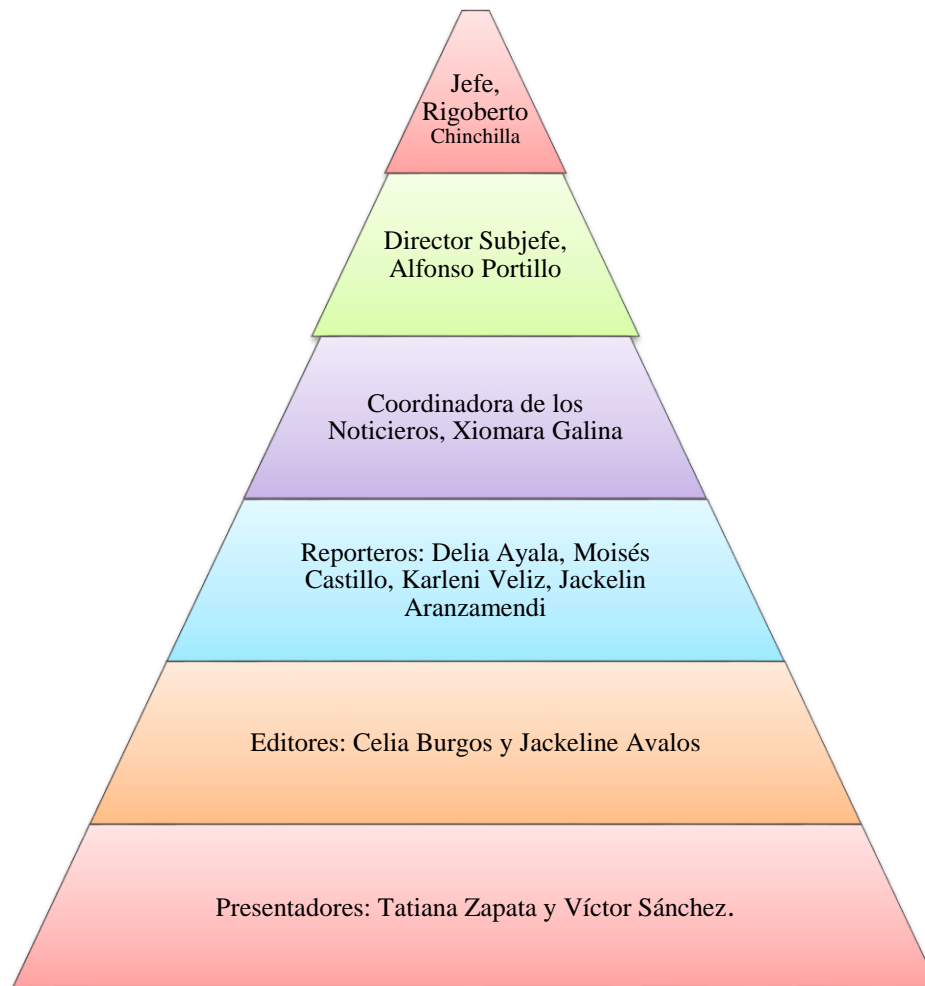 Jefe,
Rigoberto
Chinchilla
Director Subjefe,
Alfonso Portillo
Coordinadora de los
Noticieros, Xiomara Galina
Reporteros: Delia Ayala, Moisés
Castillo, Karleni Veliz, Jackelin
Aranzamendi
Editores: Celia Burgos y Jackeline Avalos
Presentadores: Tatiana Zapata y Víctor Sánchez.